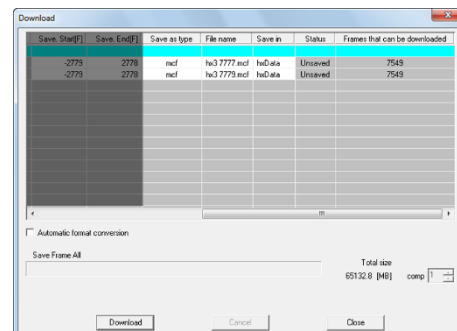 Download
Save. Start[F] Save. End[F] Save as type File name Save in Status Frames that can be downloaded
-2779 2778 mcf hx3 7777.mcf hxData Unsaved 7549
-2779 2778 mcf hx3 7779.mcf hxData Unsaved 7549
Automatic format conversion
Save Frame All
Total size
65132.8 [MB] comp 1
Download Cancel Close